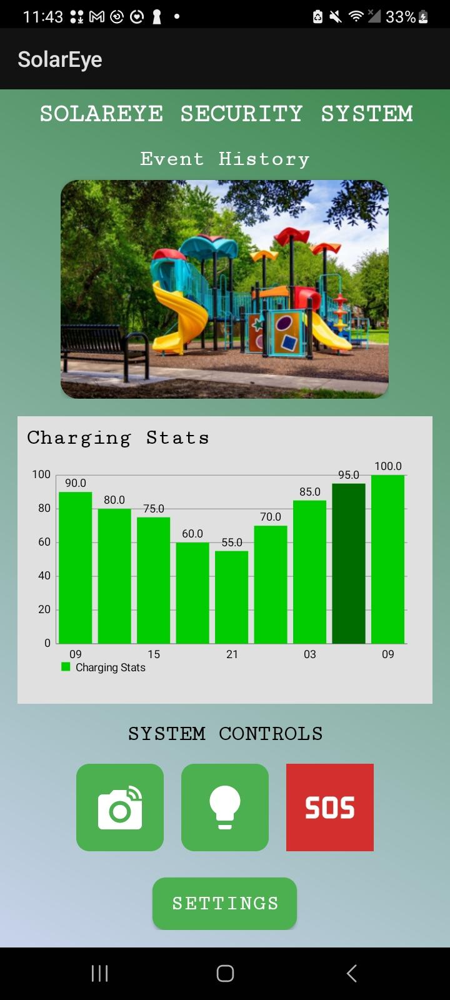 11:43 33%
SolarEye
SOLAREYE SECURITY SYSTEM
Event History
Charging Stats
100 90.0 80.0 75.0 60.0 55.0 70.0 85.0 95.0 100.0
80
60
40
20
0
09 15 21 03 09
Charging Stats
SYSTEM CONTROLS
SOS
SETTINGS